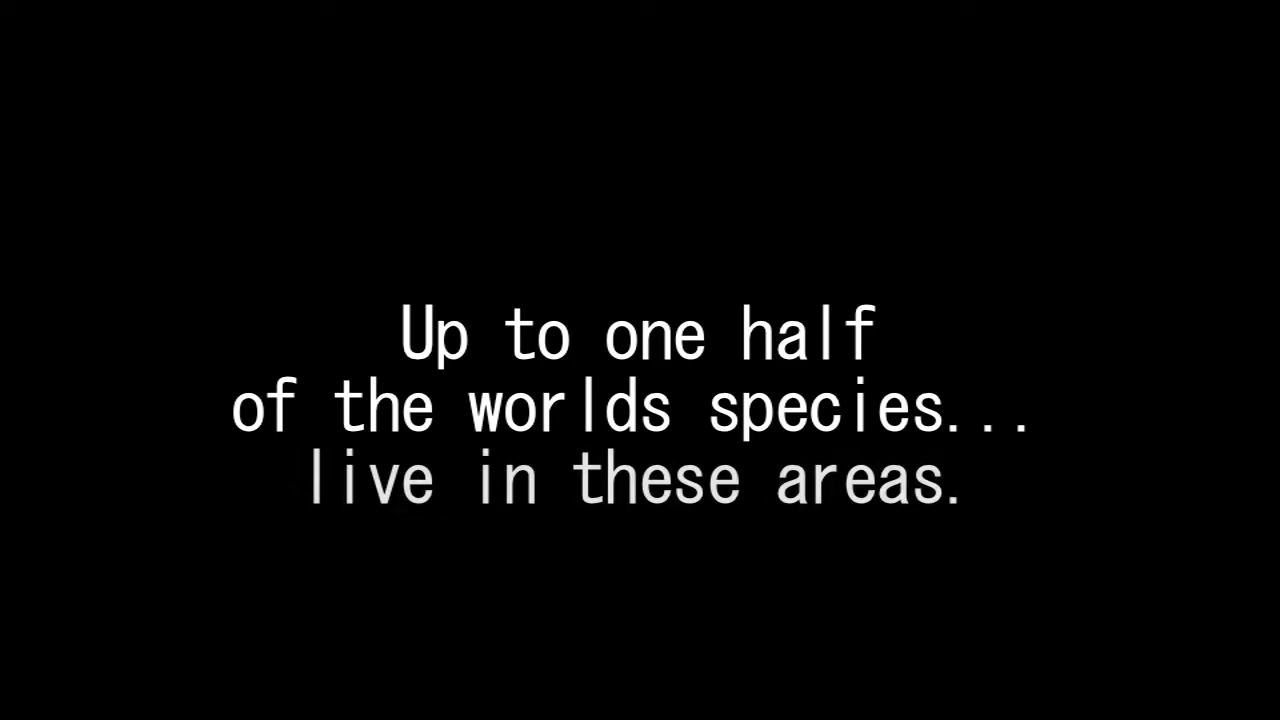 Up to one half
of the worlds species...
live in these areas.